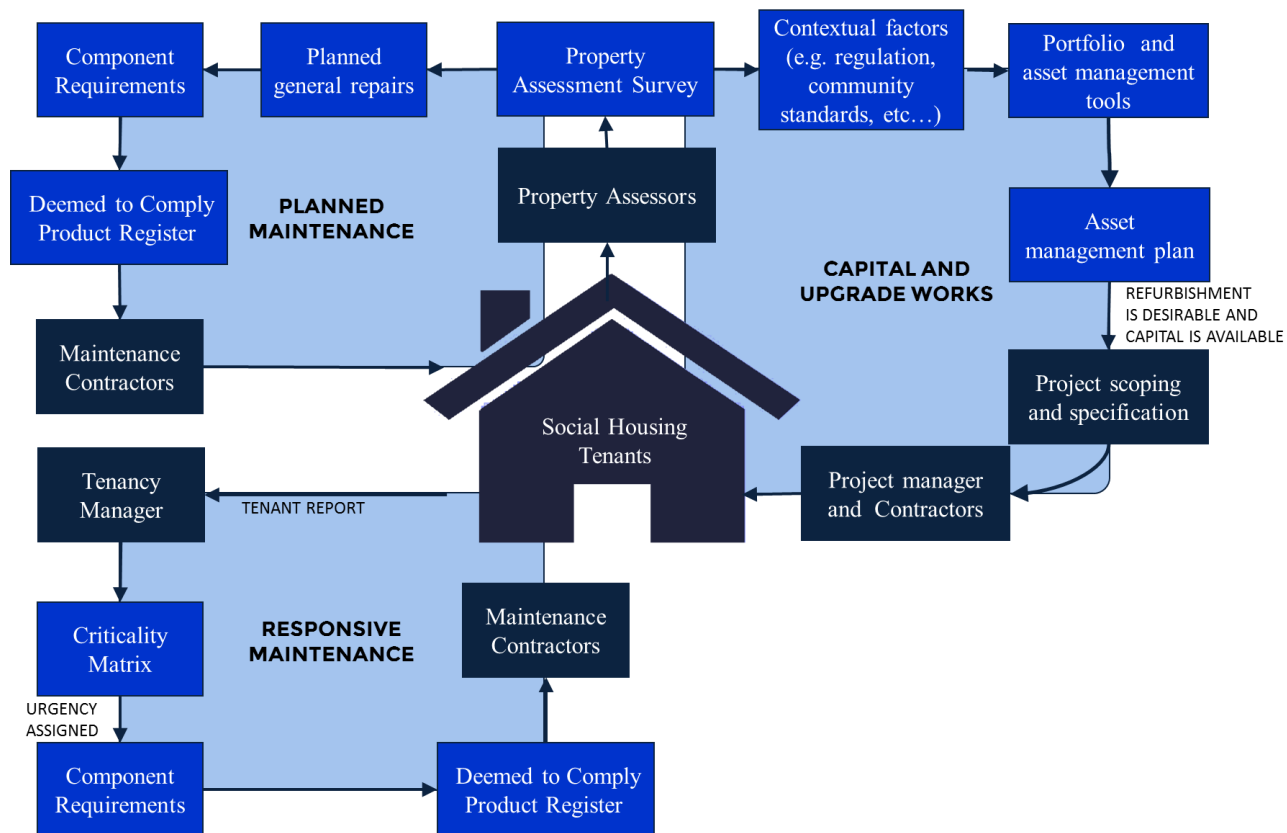 Component
Requirements
Planned
general repairs
Property
Assessment Survey
Contextual factors
(e.g. regulation,
community
standards, etc…)
Portfolio and
asset management
tools
Deemed to Comply
Product Register
PLANNED
MAINTENANCE
Property Assessors
Asset
management plan
CAPITAL AND
UPGRADE WORKS
REFURBISHMENT
IS DESIRABLE AND
CAPITAL IS AVAILABLE
Maintenance
Contractors
Project scoping
and specification
Social Housing
Tenants
Tenancy
Manager
TENANT REPORT
Project manager
and Contractors
Criticality
Matrix
RESPONSIVE
MAINTENANCE
Maintenance
Contractors
URGENCY
ASSIGNED
Component
Requirements
Deemed to Comply
Product Register